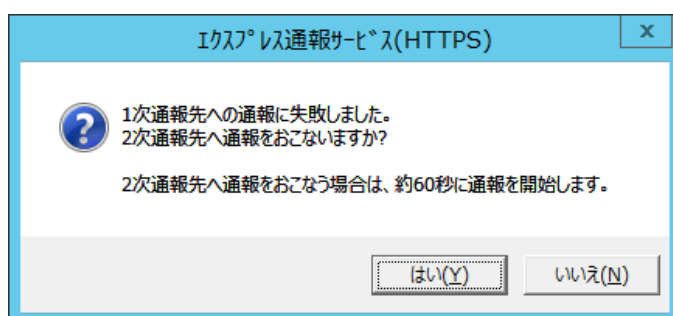 ｴｸｽﾌﾟﾚｽ通報ｻｰﾋﾞｽ(HTTPS)
x
?
1次通報先への通報に失敗しました。
2次通報先へ通報をおこないますか?
2次通報先へ通報をおこなう場合は、約60秒に通報を開始します。
はい(Y)
いいえ(N)